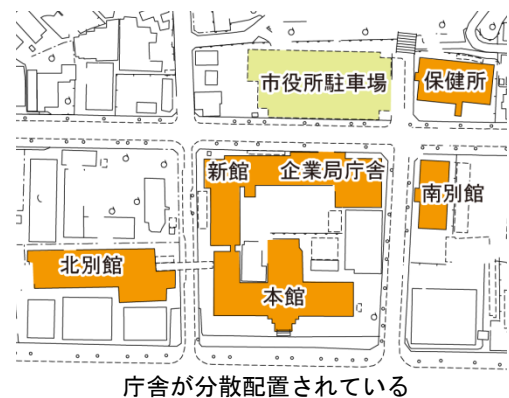 市役所駐車場
保健所
新館
企業局庁舎
南別館
北別館
本館
庁舎が分散配置されている